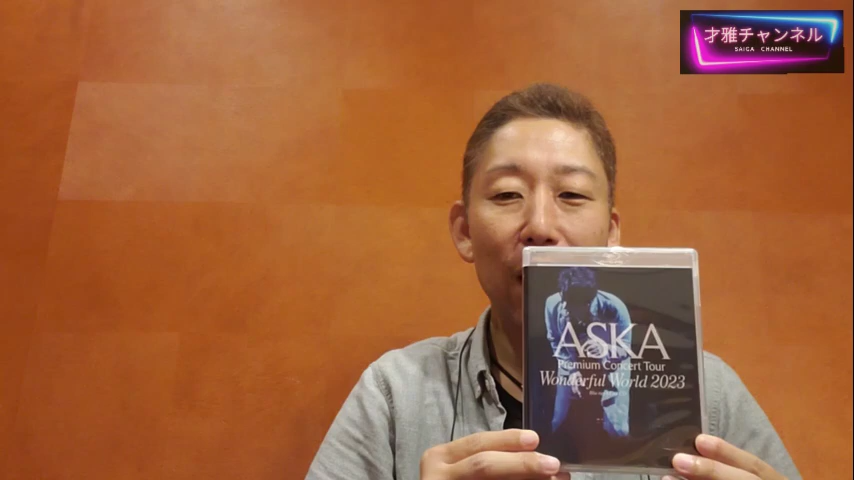 才雅チャンネル
SAIGA CHANNEL
ASKA
Premium Concert Tour
Wonderful World 2023